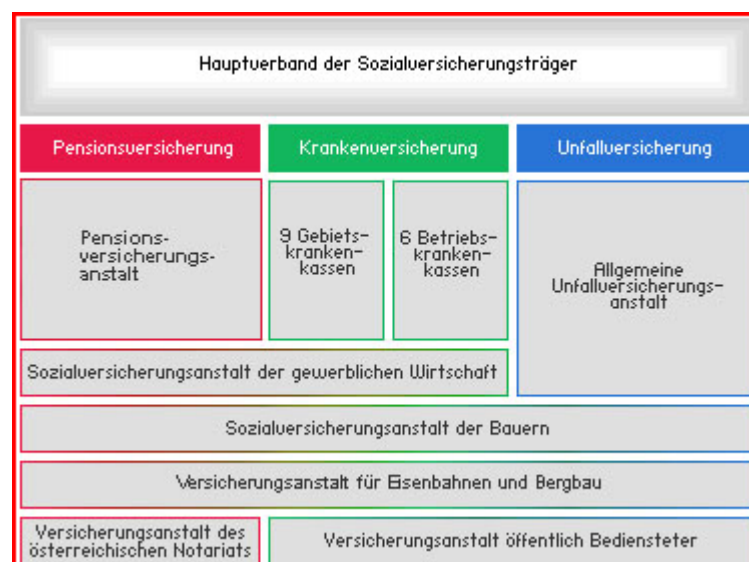 Hauptverband der Sozialversicherungsträger
Pensionsversicherung
Krankenversicherung
Unfallversicherung
Pensions-
versicherungs-
anstalt
9 Gebiets-
kranken-
kassen
6 Betriebs-
kranken-
kassen
Allgemeine
Unfallversicherungs-
anstalt
Sozialversicherungsanstalt der gewerblichen Wirtschaft
Sozialversicherungsanstalt der Bauern
Versicherungsanstalt für Eisenbahnen und Bergbau
Versicherungsanstalt des
österreichischen Notariats
Versicherungsanstalt öffentlich Bediensteter